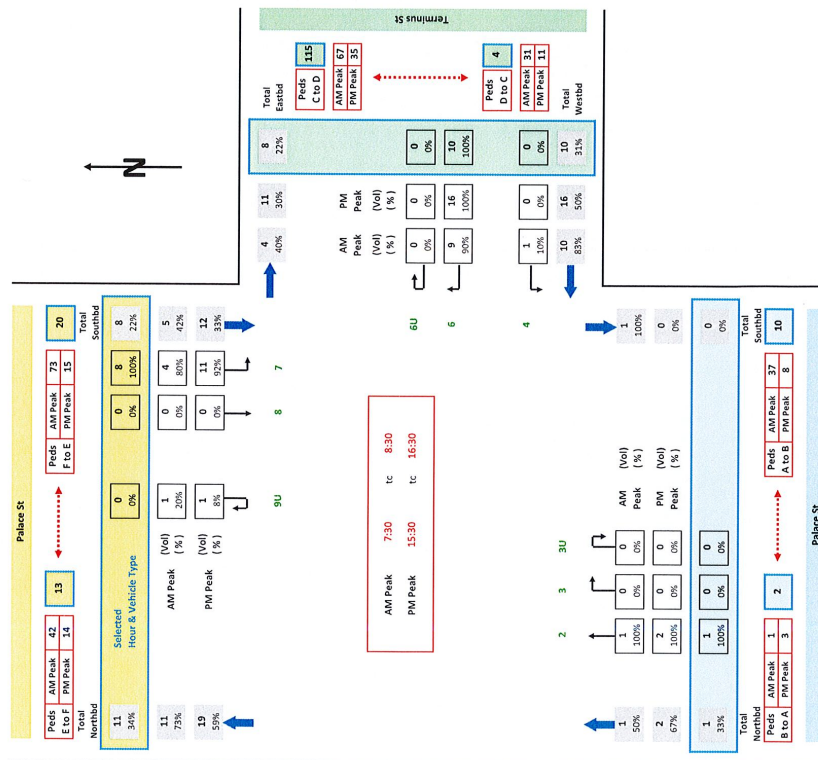 Palace St
Peds AM Peak 42
E to F PM Peak 14
13
Peds AM Peak 73
F to E PM Peak 15
20
Total
Northbd
Total
Southbd
11
34%
Selected
Hour & Vehicle Type
0
0%
0
0%
8
100%
8
22%
11
73%
AM Peak (Vol)
(%)
1
20%
0
0%
4
80%
5
42%
19
59%
PM Peak (Vol)
(%)
1
8%
0
0%
11
92%
12
33%
9U
8
7
N
Terminus St
Total
Eastbd
Peds
C to D
115
AM Peak 67
PM Peak 35
Peds
D to C
4
AM Peak 31
PM Peak 11
Total
Westbd
8
22%
0
0%
10
100%
0
0%
10
31%
11
30%
PM
Peak
(Vol)
(%)
0
0%
16
100%
0
0%
16
50%
4
40%
AM
Peak
(Vol)
(%)
0
0%
9
90%
1
10%
10
83%
6U
6
4
AM Peak 7:30 tc 8:30
PM Peak 15:30 tc 16:30
2
3
3U
1
50%
1
100%
0
0%
0
0%
AM
Peak
(Vol)
(%)
1
100%
2
67%
2
100%
0
0%
0
0%
PM
Peak
(Vol)
(%)
0
0%
1
33%
1
100%
0
0%
0
0%
0
0%
Total
Northbd
Total
Southbd
Peds AM Peak 1
B to A PM Peak 3
2
Peds AM Peak 37
A to B PM Peak 8
10
Palace St